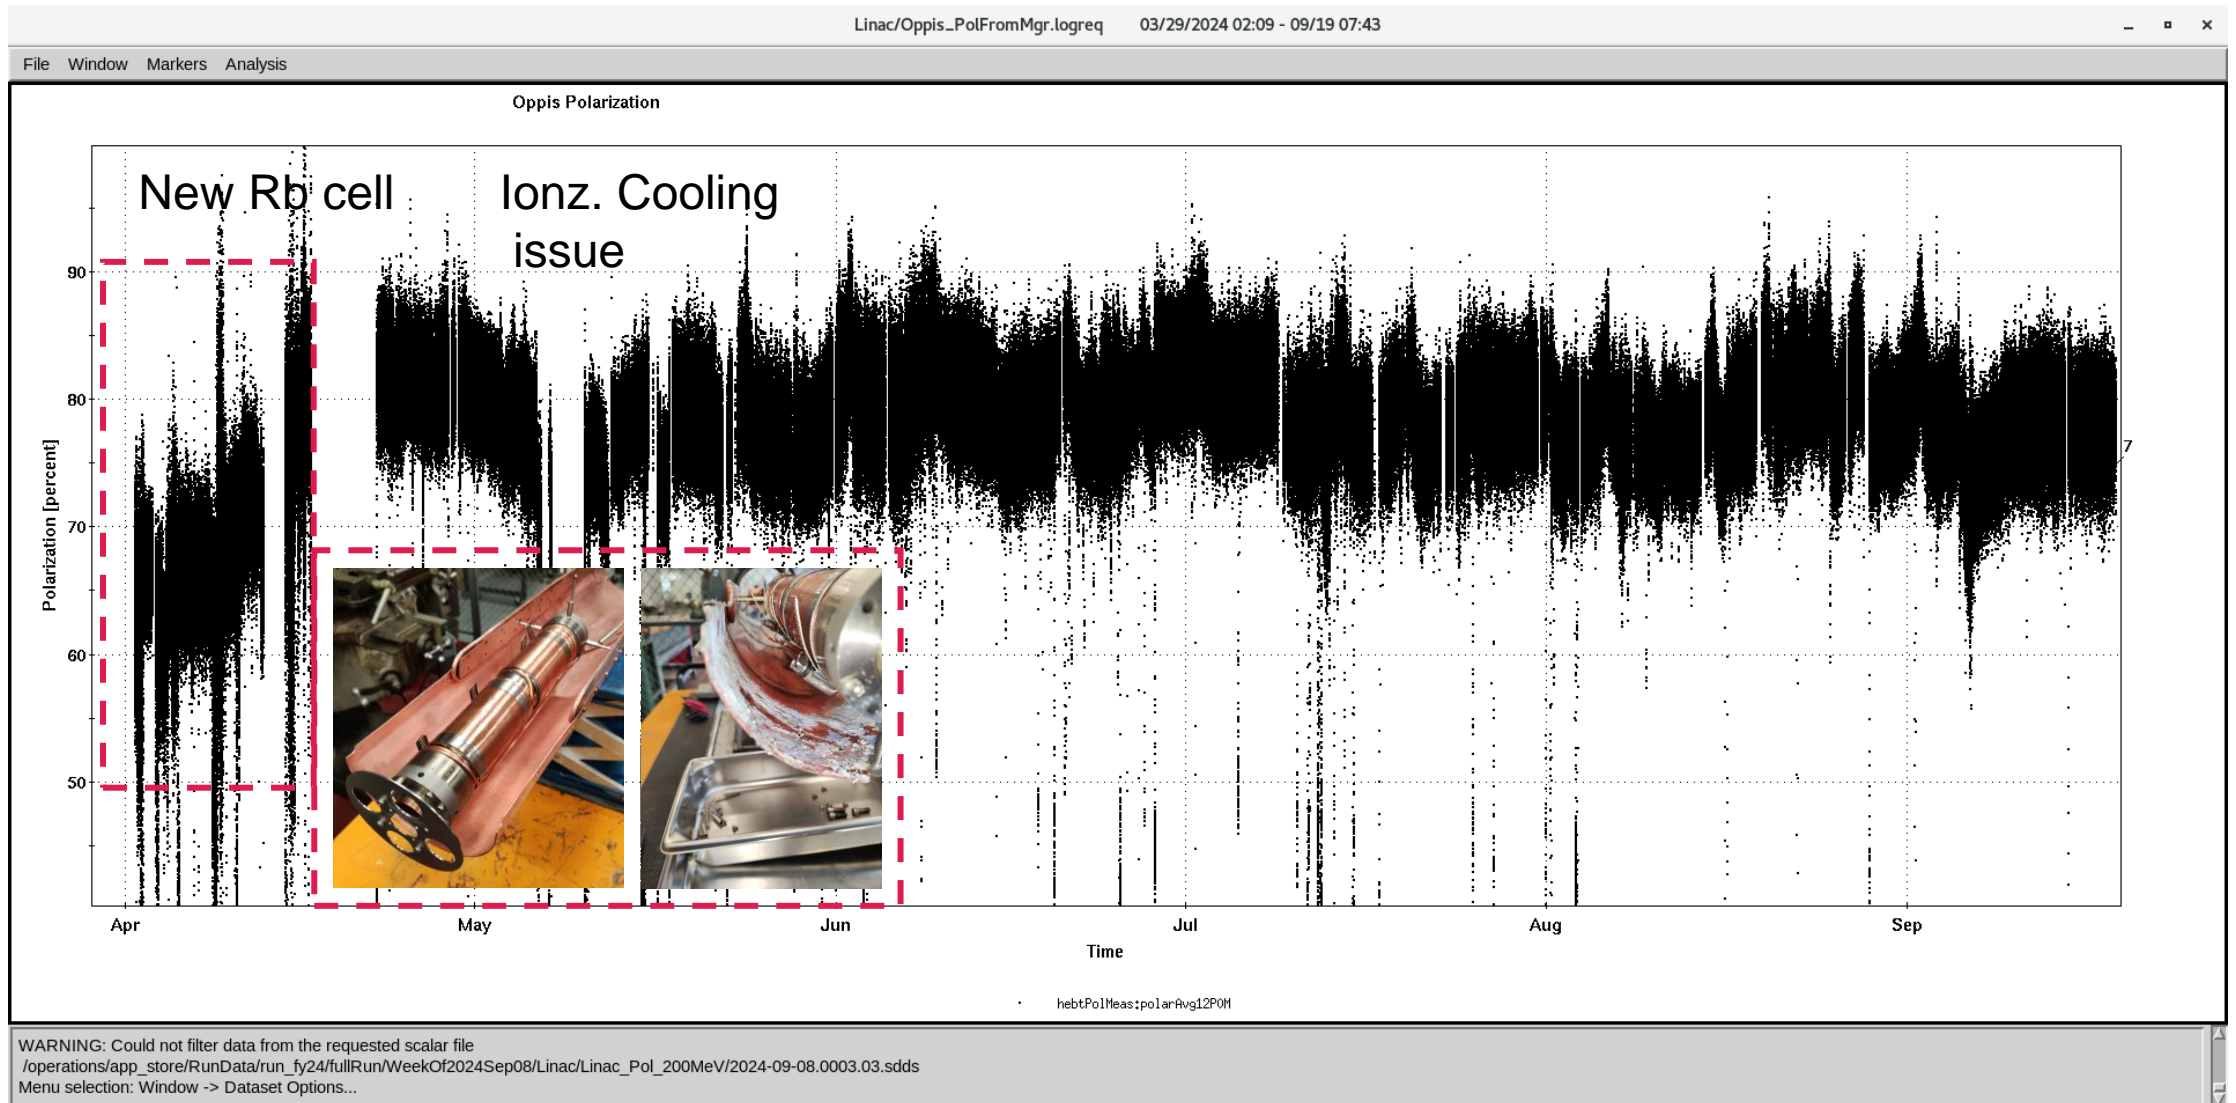 Linac/Oppis_PolFromMgr.logreq 03/29/2024 02:09 - 09/19 07:43
File Window Markers Analysis
Oppis Polarization
New Rb cell
Ionz. Cooling
issue
90
80
70
60
50
Polarization [percent]
7
Apr May Jun Jul Aug Sep
Time
hebtPolMeas:polarAvg12POM
WARNING: Could not filter data from the requested scalar file
/operations/app_store/RunData/run_fy24/fullRun/WeekOf2024Sep08/Linac/Linac_Pol_200MeV/2024-09-08.0003.03.sdds
Menu selection: Window -> Dataset Options...